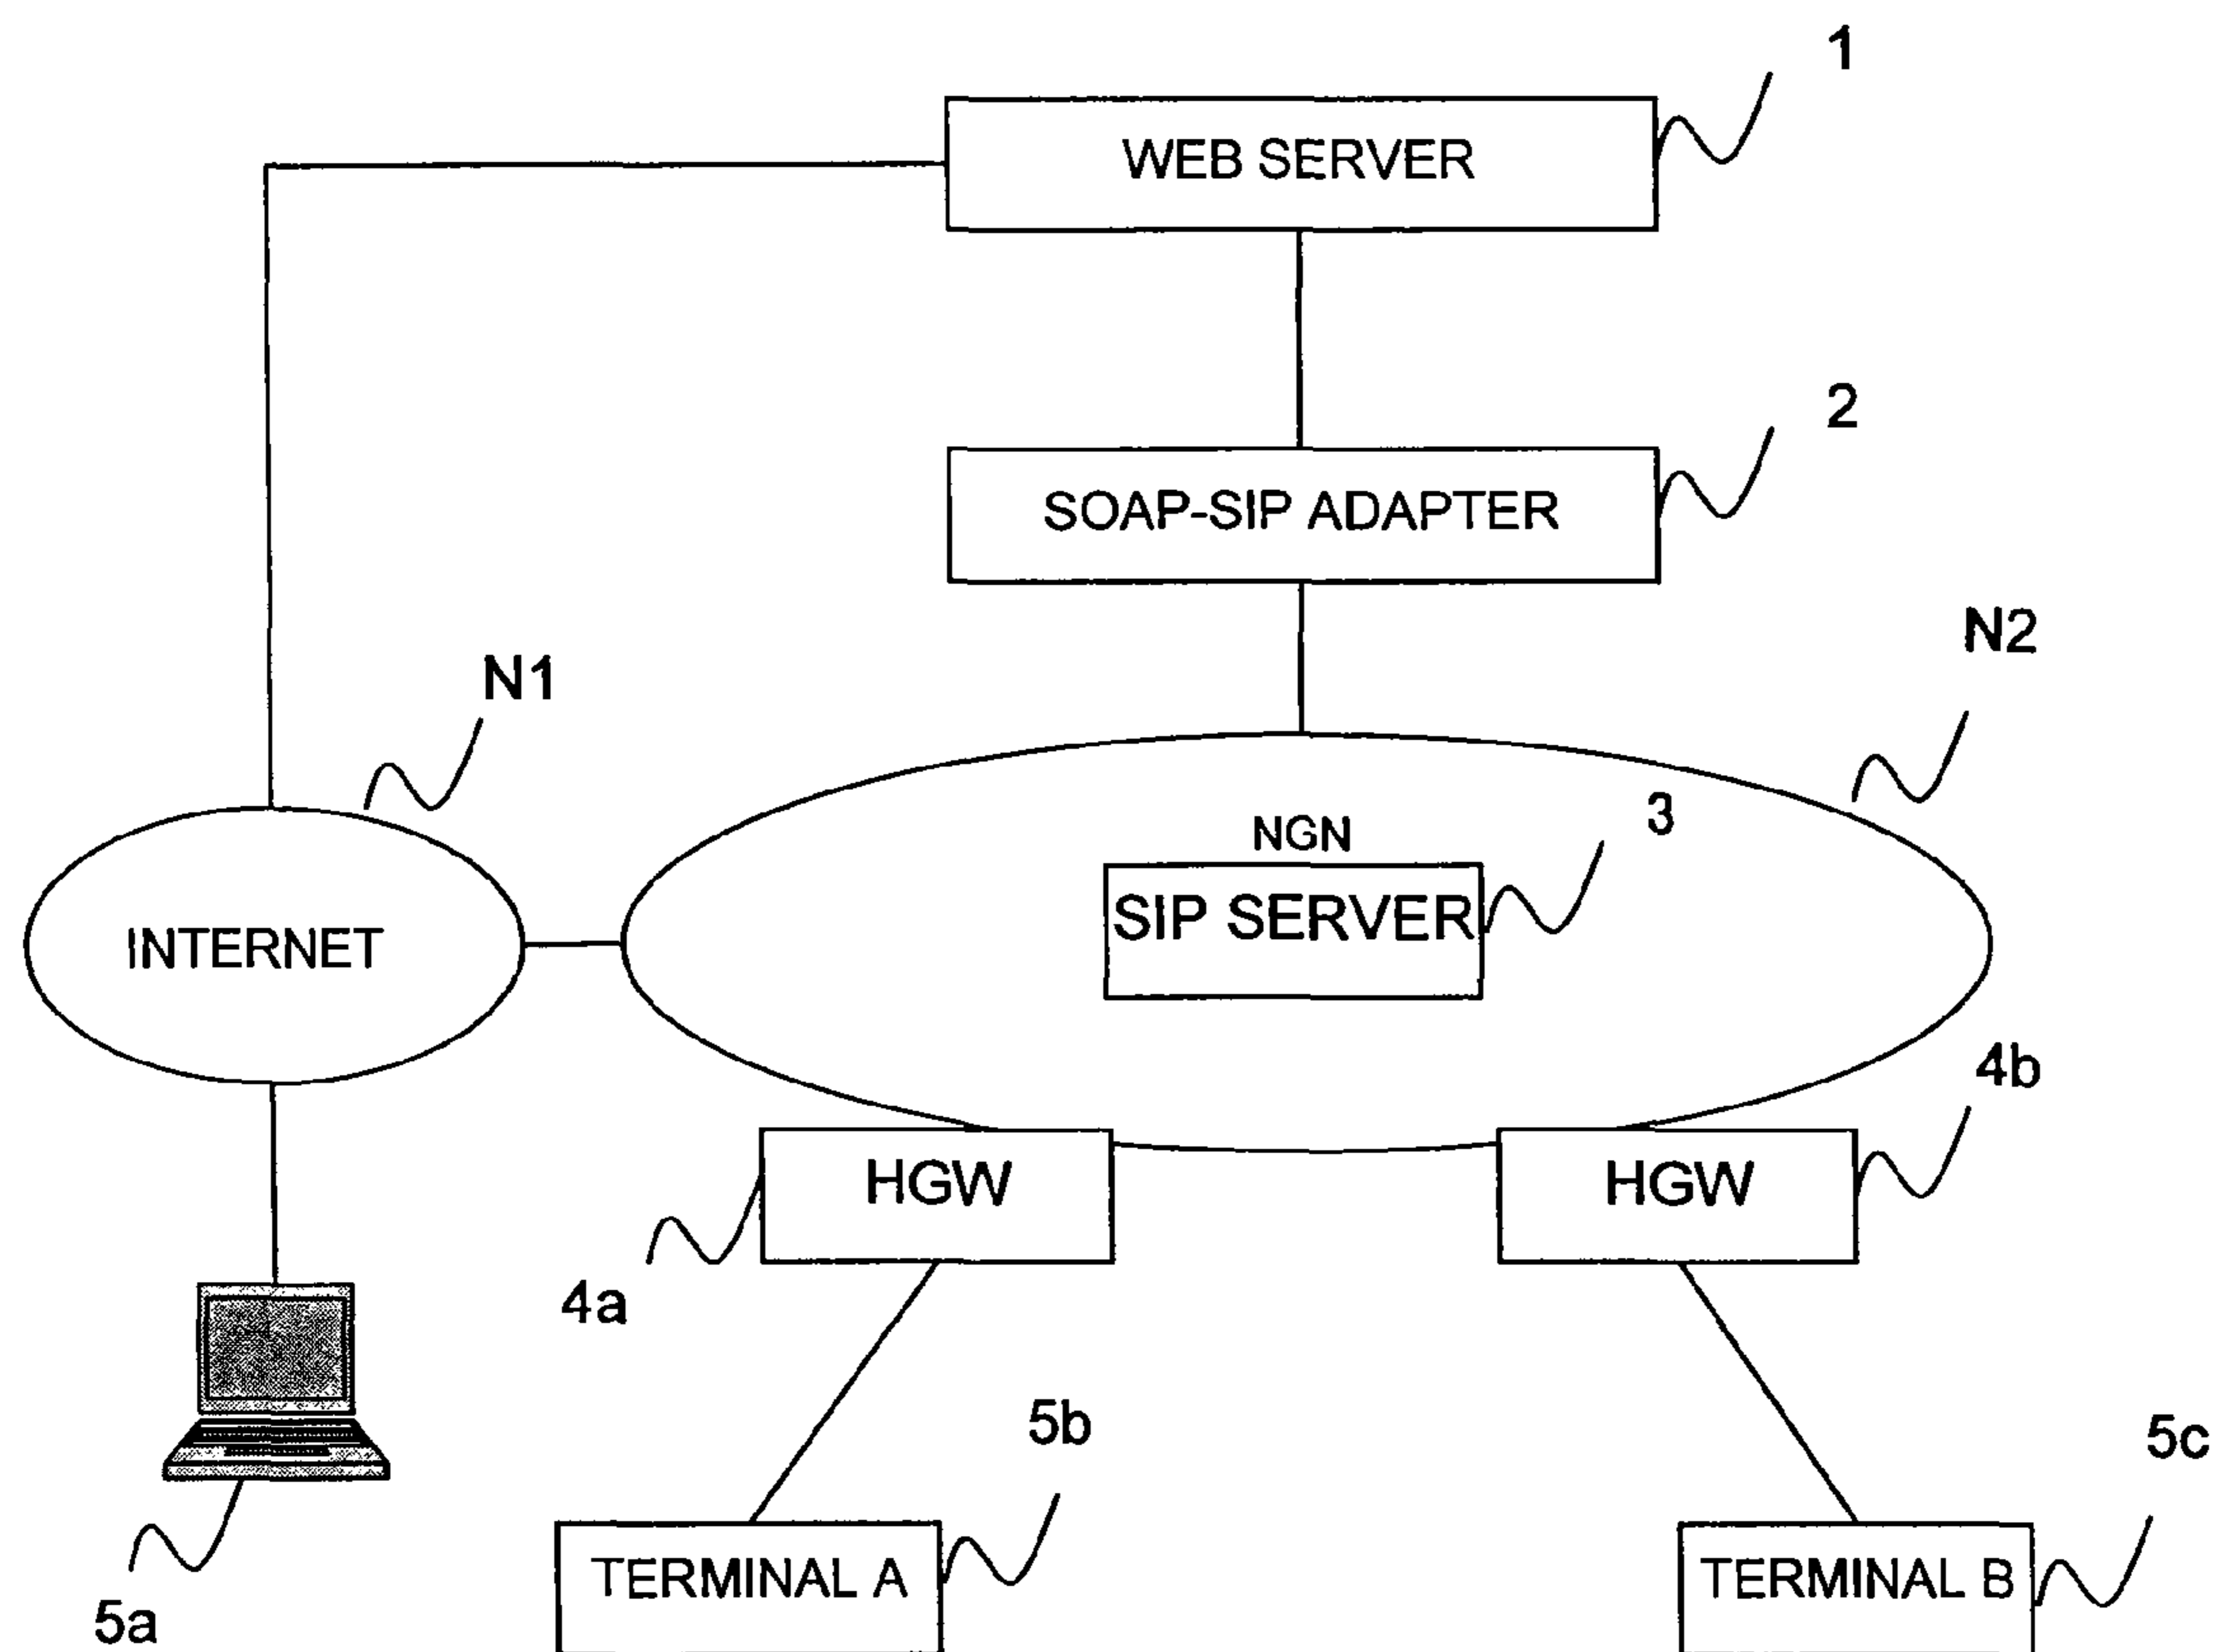 1
WEB SERVER
2
SOAP-SIP ADAPTER
N2
N1
3
NGN
SIP SERVER
INTERNET
4b
HGW
HGW
4a
5b
5c
TERMINAL A
TERMINAL B
5a